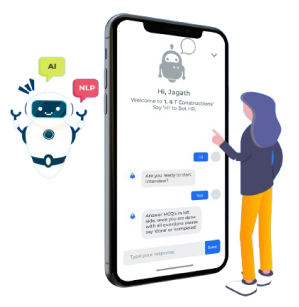 AI
NLP
Hi, Jagath
Welcome to 'L & T Constructions'
Say 'Hi' to Bot HR.
Hi
Are you ready to start
interview?
Yes
Answer MCQ's in left
side, once you are done
with all questions please
say 'done' or 'completed'
Type your response
Send